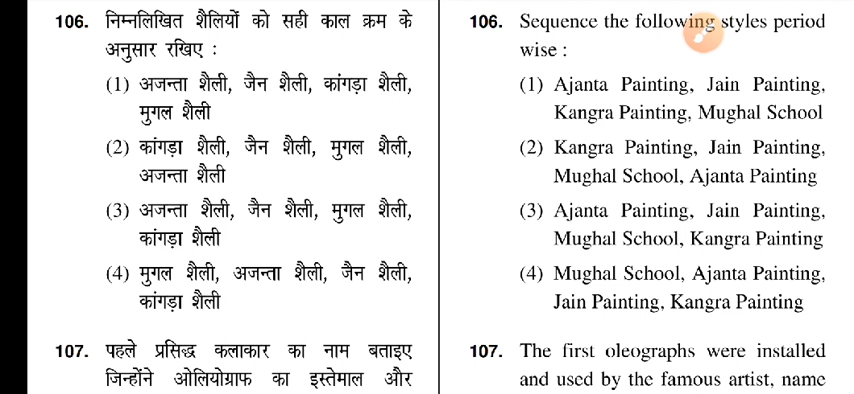 106. निम्नलिखित शैलियों को सही काल क्रम के
अनुसार रखिए :
(1) अजन्ता शैली, जैन शैली, कांगड़ा शैली,
मुगल शैली
(2) कांगड़ा शैली, जैन शैली, मुगल शैली,
अजन्ता शैली
(3) अजन्ता शैली, जैन शैली, मुगल शैली,
कांगड़ा शैली
(4) मुगल शैली, अजन्ता शैली, जैन शैली,
कांगड़ा शैली
107. पहले प्रसिद्ध कलाकार का नाम बताइए
जिन्होंने ओलियोग्राफ का इस्तेमाल और
106. Sequence the following styles period
wise :
(1) Ajanta Painting, Jain Painting,
Kangra Painting, Mughal School
(2) Kangra Painting, Jain Painting,
Mughal School, Ajanta Painting
(3) Ajanta Painting, Jain Painting,
Mughal School, Kangra Painting
(4) Mughal School, Ajanta Painting,
Jain Painting, Kangra Painting
107. The first oleographs were installed
and used by the famous artist, name